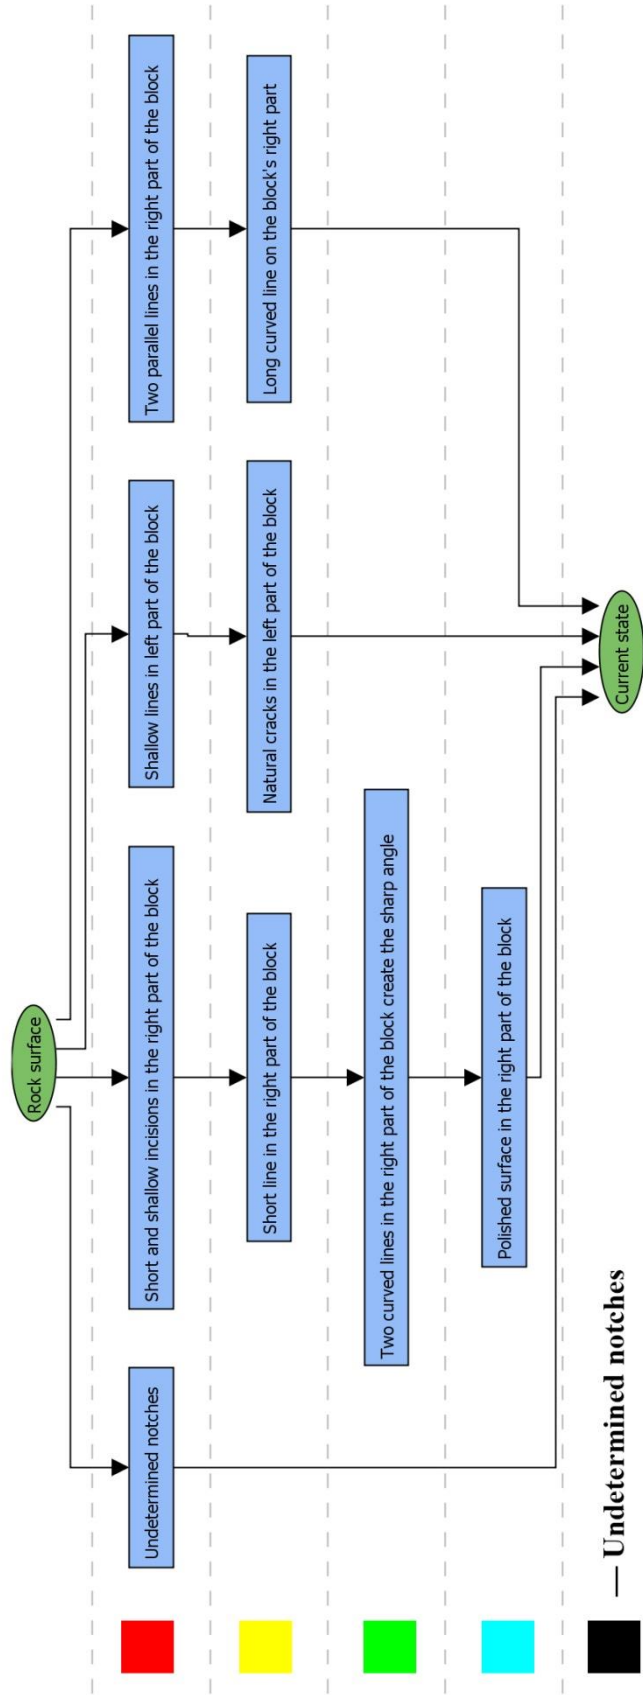 Rock surface
Undetermined notches
Short and shallow incisions in the right part of the block
Shallow lines in left part of the block
Two parallel lines in the right part of the block
Short line in the right part of the block
Natural cracks in the left part of the block
Long curved line on the block's right part
Two curved lines in the right part of the block create the sharp angle
Polished surface in the right part of the block
Current state
— Undetermined notches